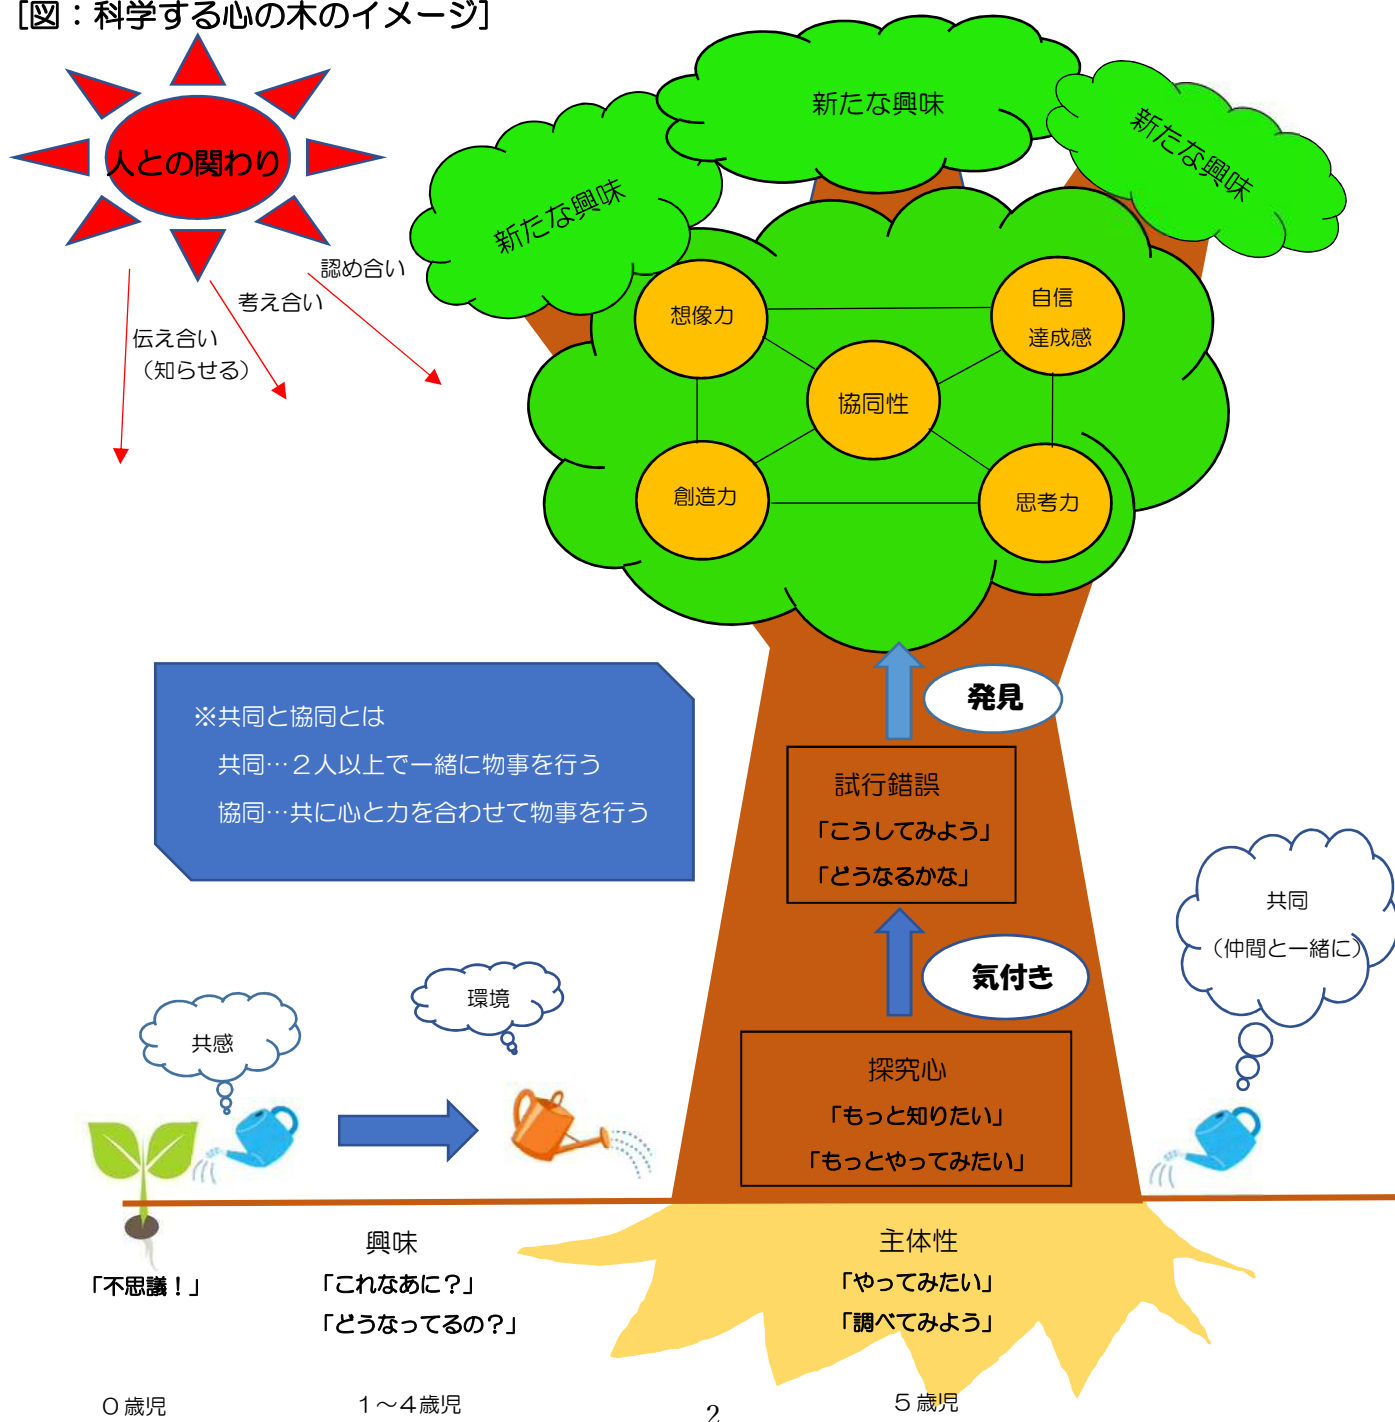 ［図：科学する心の木のイメージ］
人との関わり
認め合い
考え合い
伝え合い
（知らせる）
新たな興味
新たな興味
新たな興味
想像力
自信
達成感
協同性
創造力
思考力
※共同と協同とは
共同…２人以上で一緒に物事を行う
協同…共に心と力を合わせて物事を行う
発見
試行錯誤
「こうしてみよう」
「どうなるかな」
気付き
探究心
「もっと知りたい」
「もっとやってみたい」
共同
（仲間と一緒に）
環境
共感
興味
「不思議！」
「これなあに？」
「どうなってるの？」
主体性
「やってみたい」
「調べてみよう」
０歳児
１～４歳児
５歳児
2